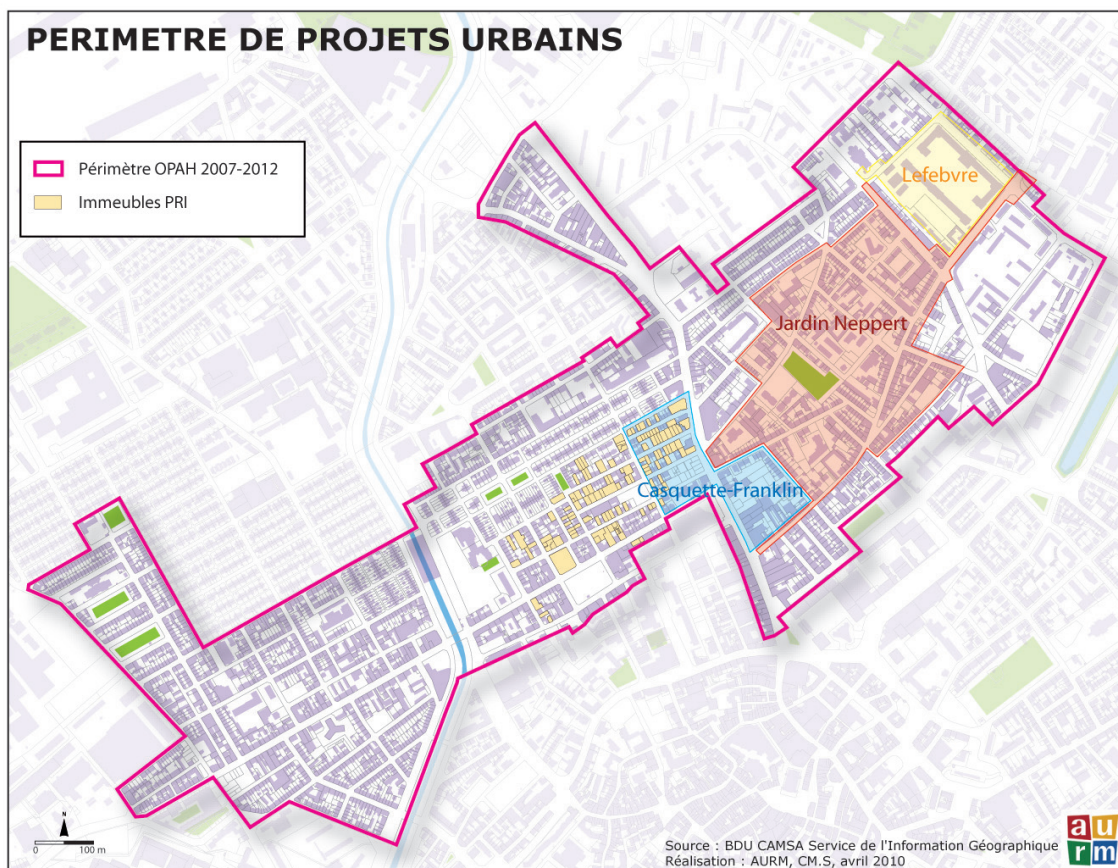 PERIMETRE DE PROJETS URBAINS
Périmètre OPAH 2007-2012
Immeubles PRI
Lefebvre
Jardin Neppert
Casquette-Franklin
N
0 100 m
Source : BDU CAMSA Service de l'Information Géographique
Réalisation : AURM, CM.S, avril 2010
au
rm